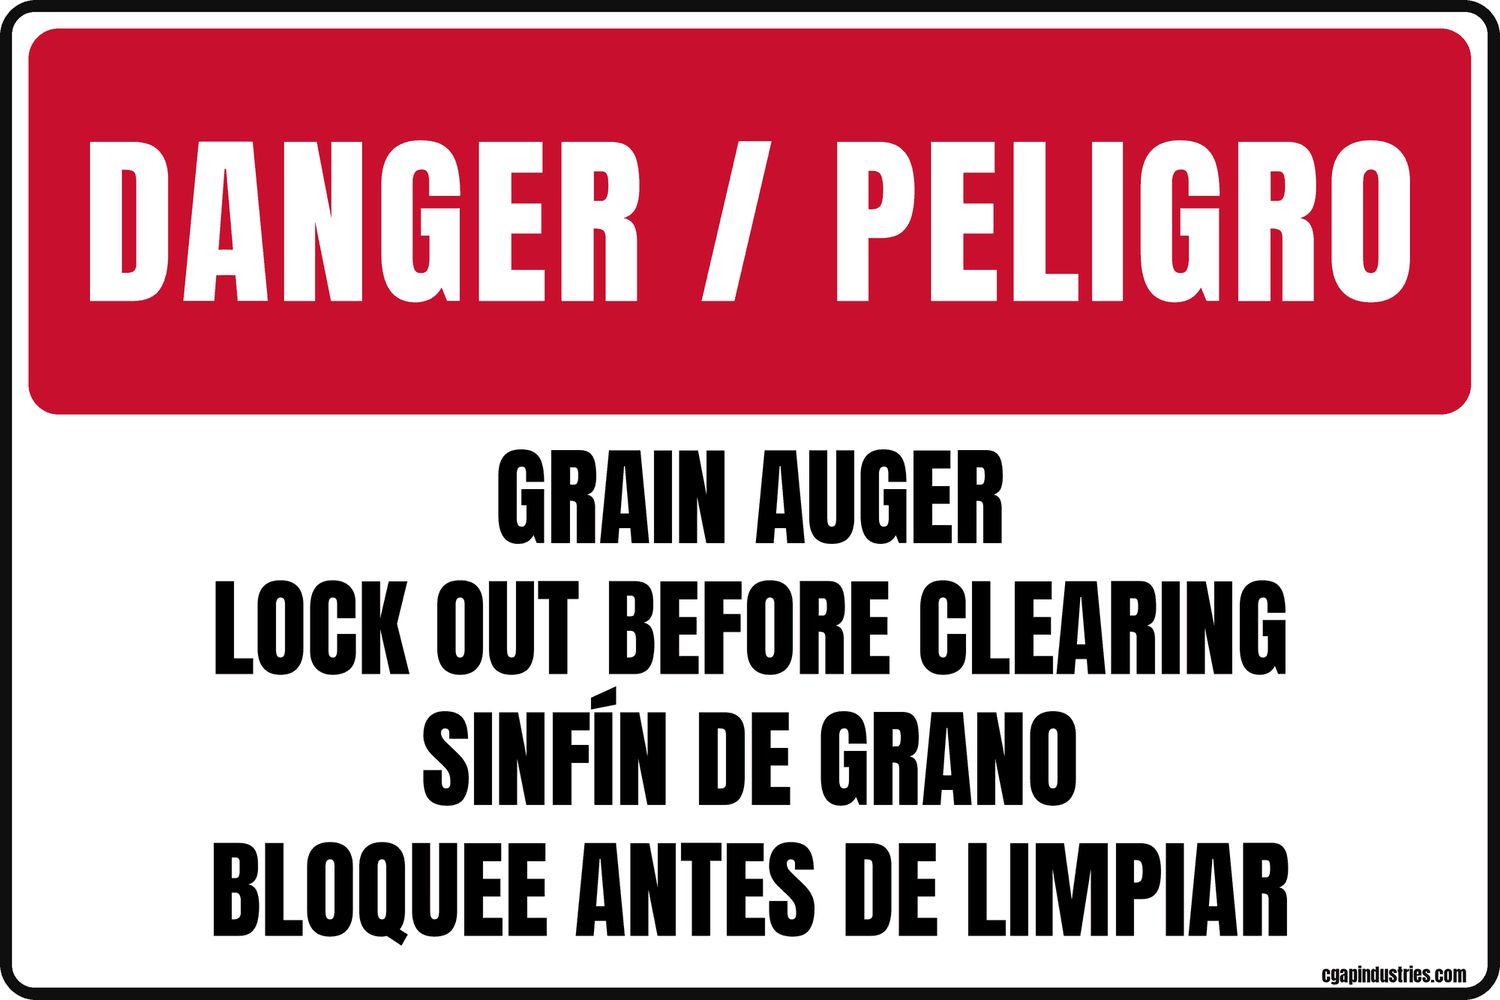 DANGER / PELIGRO
GRAIN AUGER
LOCK OUT BEFORE CLEARING
SINFÍN DE GRANO
BLOQUEE ANTES DE LIMPIAR
cgapindustries.com